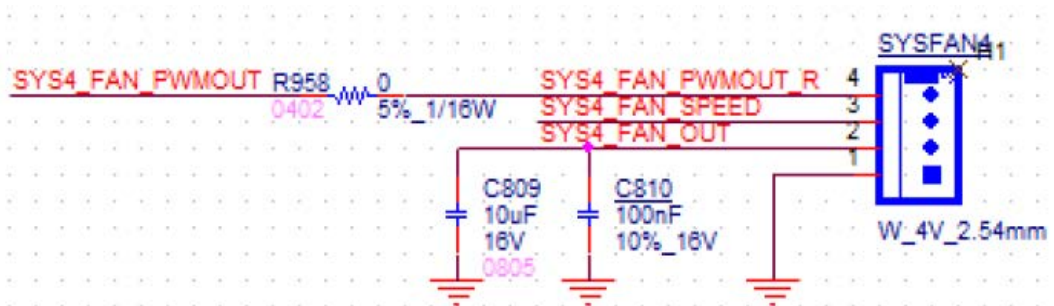 SYSFAN4
H1
SYS4_FAN_PWMOUT R958 0 SYS4_FAN_PWMOUT_R 4
0402 5%_1/16W SYS4_FAN_SPEED 3
SYS4_FAN_OUT 2
1
C809 C810
10uF 100nF
16V 10%_16V
0805
W_4V_2.54mm